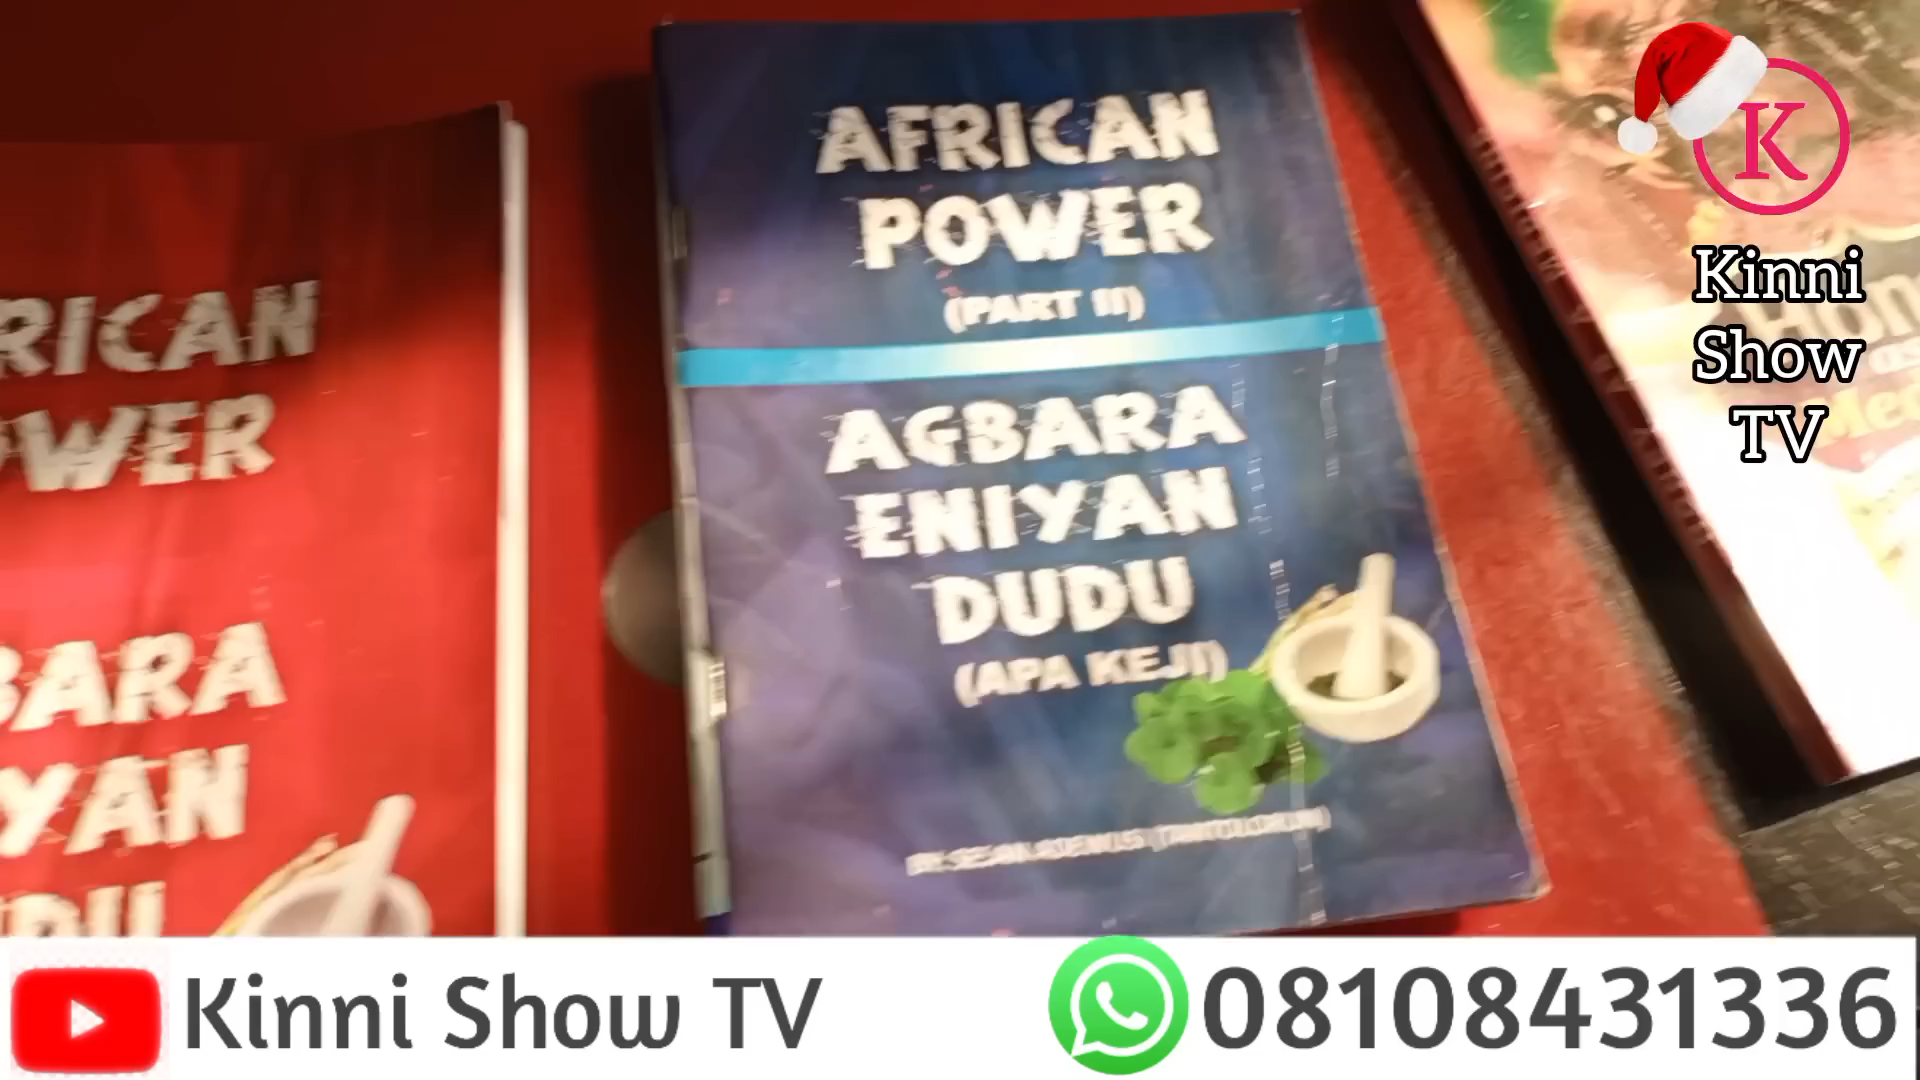 AFRICAN
POWER
(PART II)
AGBARA
ENIYAN
DUDU
(APA KEJI)
RICAN
WER
BARA
YAN
K
Kinni
Show
TV
Kinni Show TV
08108431336